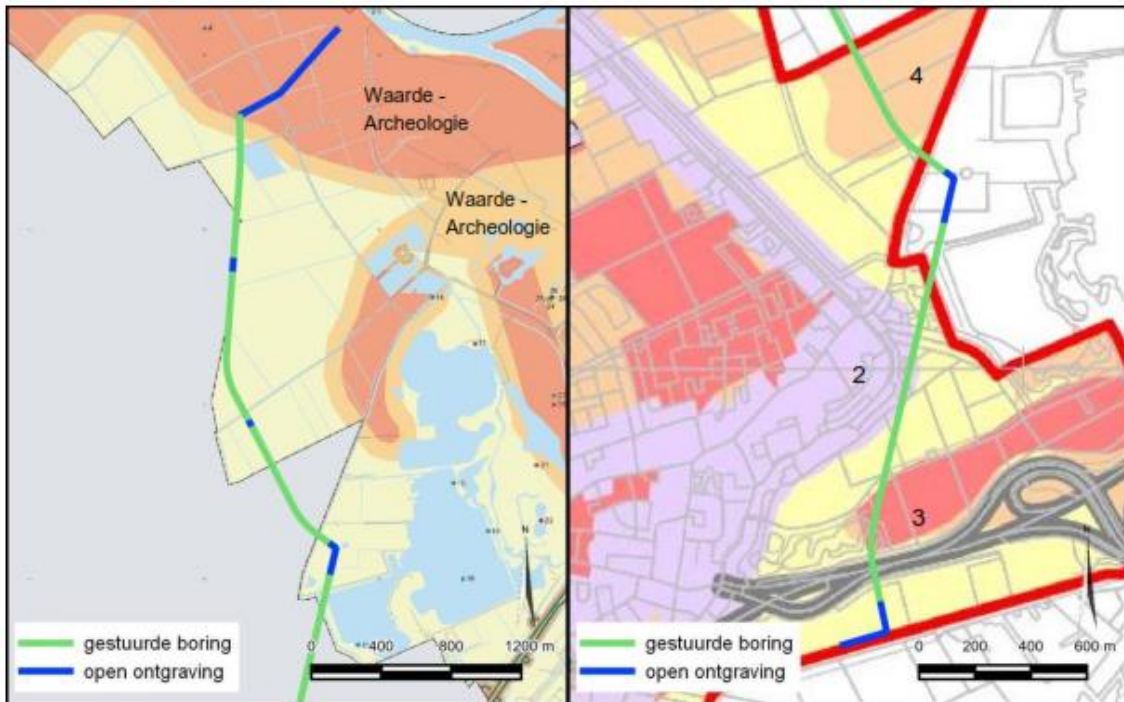 Waarde -
Archeologie
Waarde -
Archeologie
N
gestuurde boring
open ontgraving
0 400 800 1200 m
4
2
3
N
gestuurde boring
open ontgraving
0 200 400 600 m